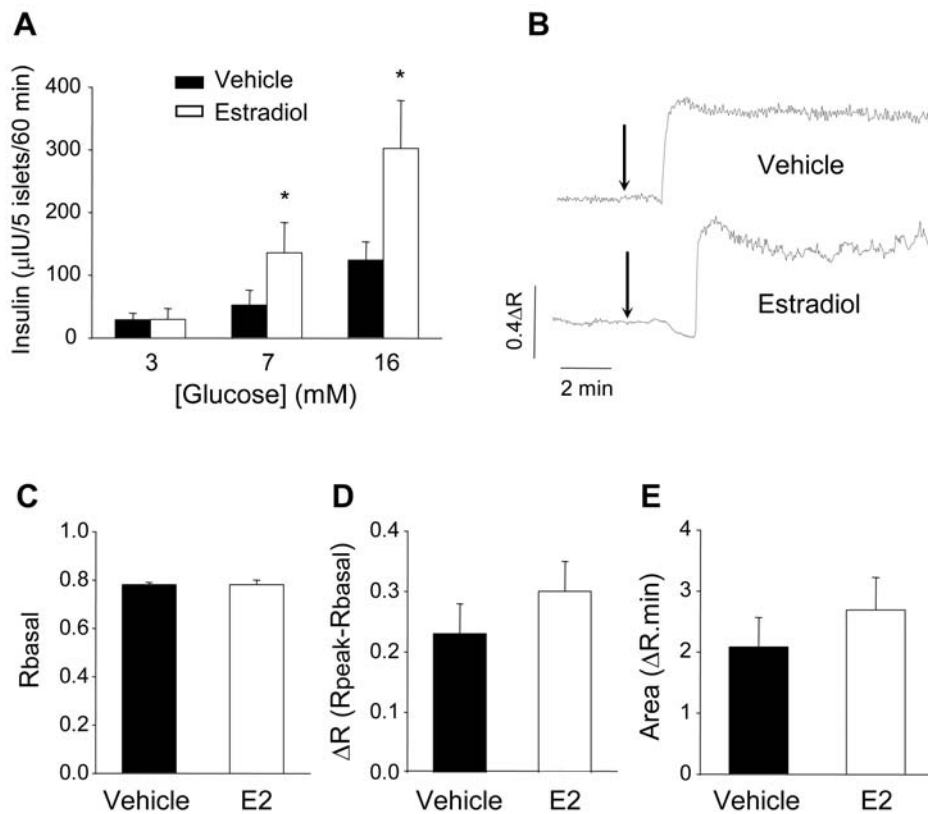 A
Vehicle
Estradiol
Insulin (µIU/5 islets/60 min)
400
300
200
100
0
*
*
3
7
16
[Glucose] (mM)
B
Vehicle
Estradiol
0.4ΔR
2 min
C
Rbasal
1.0
0.8
0.6
0.4
0.2
0.0
Vehicle
E2
D
ΔR (Rpeak-Rbasal)
0.4
0.3
0.2
0.1
0.0
Vehicle
E2
E
Area (ΔR.min)
4
3
2
1
0
Vehicle
E2